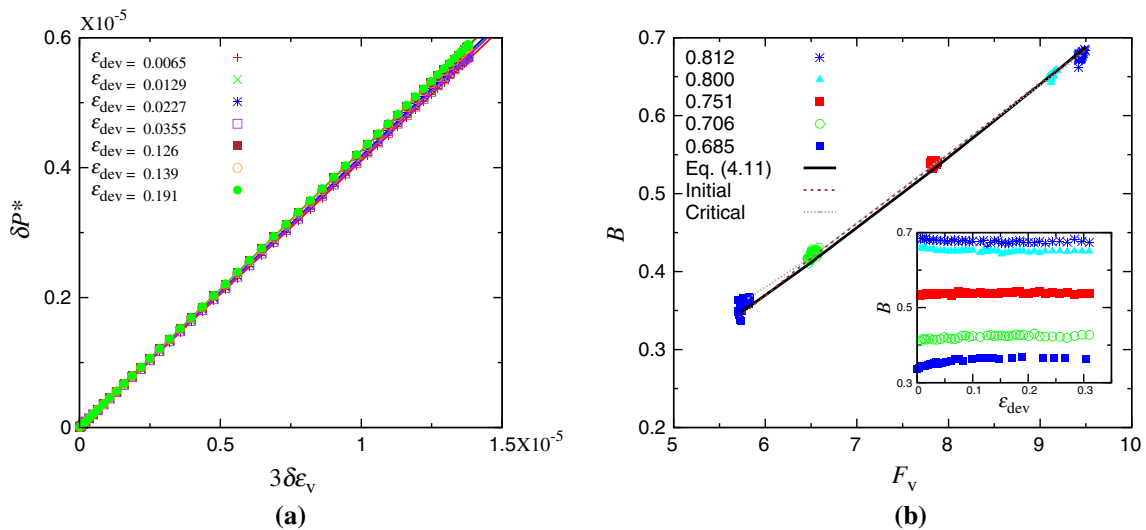 X10⁻⁵
0.6
0.4
0.2
0
δP*
ε_dev = 0.0065
ε_dev = 0.0129
ε_dev = 0.0227
ε_dev = 0.0355
ε_dev = 0.126
ε_dev = 0.139
ε_dev = 0.191
0 0.5 1 1.5X10⁻⁵
3δε_v
(a)
0.7
0.6
0.5
0.4
0.3
0.2
B
0.812
0.800
0.751
0.706
0.685
Eq. (4.11)
Initial
Critical
0.7
0.5
0.3
B
0 0.1 0.2 0.3
ε_dev
5 6 7 8 9 10
F_v
(b)